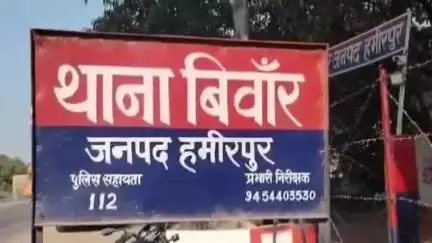 थाना बिवाँर
जनपद हमीरपुर
पुलिस सहायता
112
प्रभारी निरीक्षक
9454403530
जनपद हमीरपुर